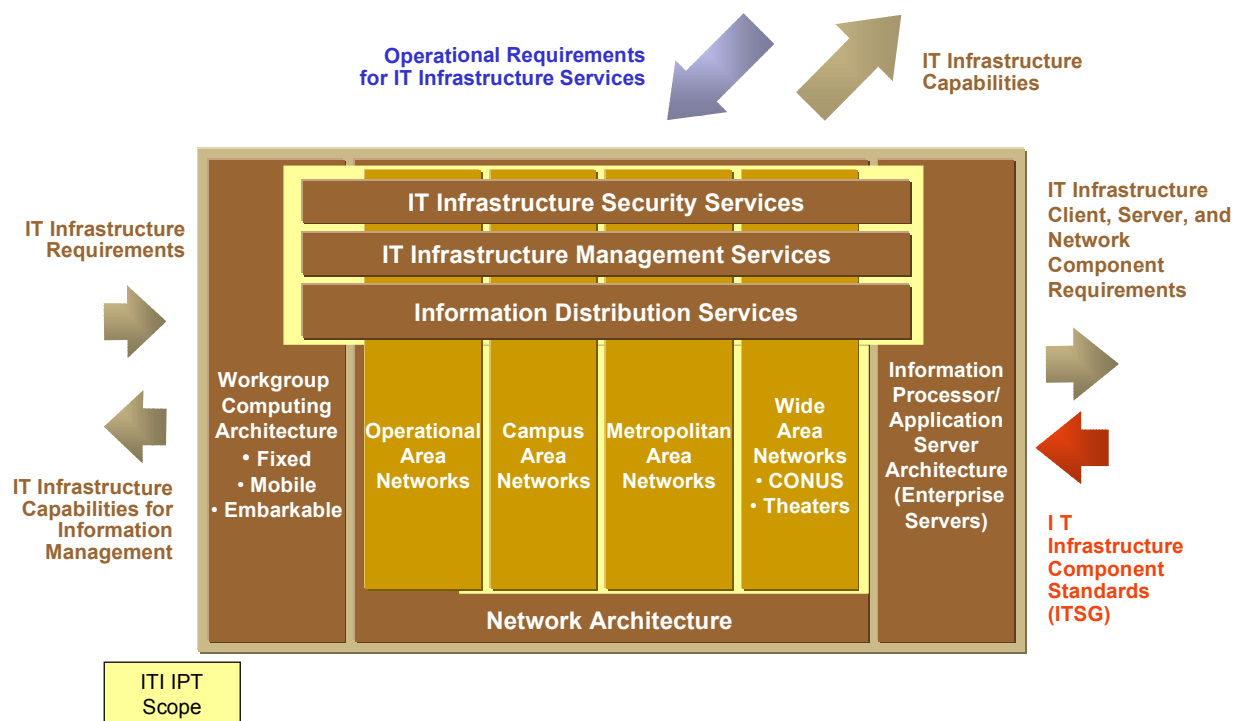 Operational Requirements
for IT Infrastructure Services
IT Infrastructure
Capabilities
IT Infrastructure
Requirements
IT Infrastructure
Capabilities for
Information
Management
IT Infrastructure Security Services
IT Infrastructure Management Services
Information Distribution Services
Workgroup
Computing
Architecture
• Fixed
• Mobile
• Embarkable
Operational
Area
Networks
Campus
Area
Networks
Metropolitan
Area
Networks
Wide
Area
Networks
• CONUS
• Theaters
Information
Processor/
Application
Server
Architecture
(Enterprise
Servers)
Network Architecture
IT Infrastructure
Client, Server, and
Network
Component
Requirements
I T
Infrastructure
Component
Standards
(ITSG)
ITI IPT
Scope